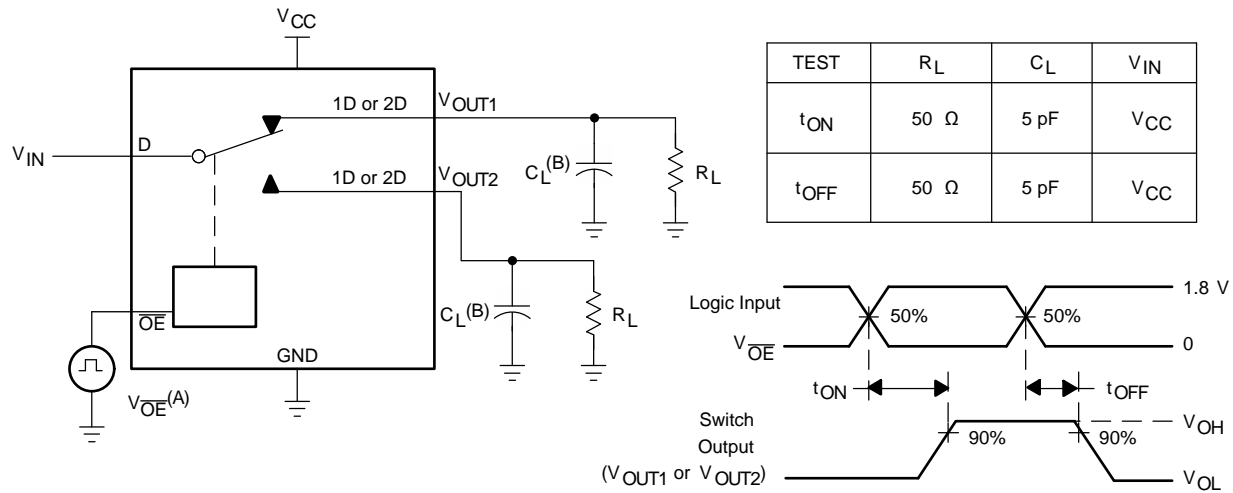 VCC
1D or 2D
VOUT1
VIN
D
CL(B)
RL
1D or 2D
VOUT2
CL(B)
RL
OE
GND
VOE(A)
TEST RL CL VIN
tON 50 Ω 5 pF VCC
tOFF 50 Ω 5 pF VCC
Logic Input
VOE
50%
50%
1.8 V
0
tON
tOFF
Switch
Output
(VOUT1 or VOUT2)
90%
90%
VOH
VOL